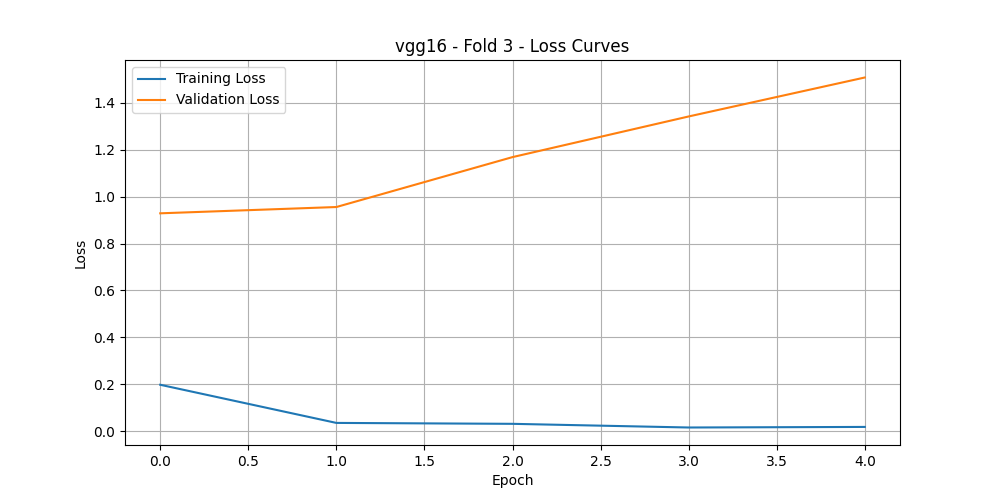 vgg16 - Fold 3 - Loss Curves
Training Loss
Validation Loss
Loss
1.4
1.2
1.0
0.8
0.6
0.4
0.2
0.0
0.0 0.5 1.0 1.5 2.0 2.5 3.0 3.5 4.0
Epoch